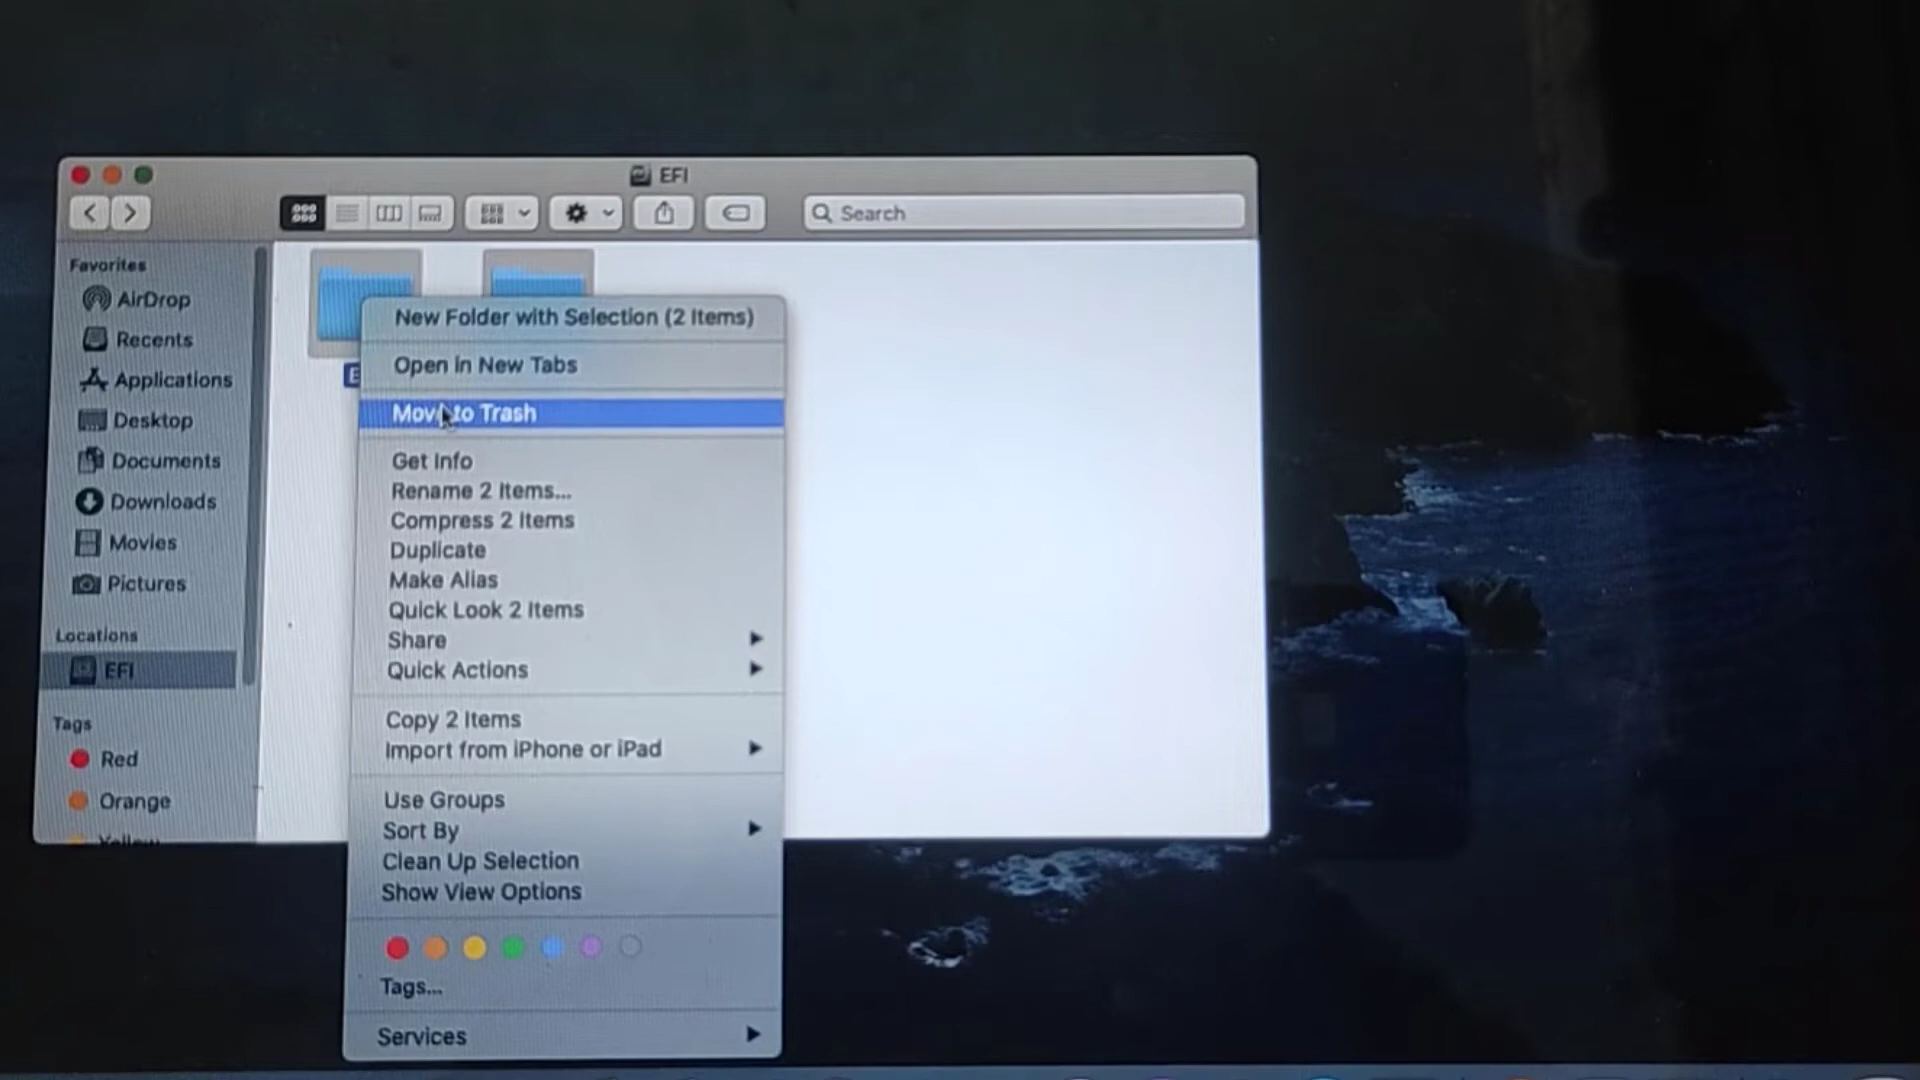 EFI
Search
Favorites
AirDrop
Recents
Applications
Desktop
Documents
Downloads
Movies
Pictures
Locations
EFI
Tags
Red
Orange
Yellow
E
New Folder with Selection (2 Items)
Open in New Tabs
Move to Trash
Get Info
Rename 2 Items...
Compress 2 Items
Duplicate
Make Alias
Quick Look 2 Items
Share
Quick Actions
Copy 2 Items
Import from iPhone or iPad
Use Groups
Sort By
Clean Up Selection
Show View Options
Tags...
Services